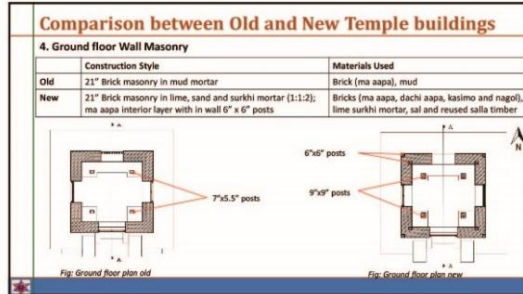 Comparison between Old and New Temple buildings
4. Ground floor Wall Masonry
Construction Style Materials Used
Old 21" Brick masonry in mud mortar Brick (ma aapa), mud
New 21" Brick masonry in lime, sand and surkhi mortar (1:1:2); Bricks (ma aapa, dachi aapa, kasimo and nagol),
ma aapa interior layer with in wall 6" x 6" posts lime surkhi mortar, sal and reused salla timber
A
A
N
6"x6" posts
7"x5.5" posts
9"x9" posts
A
A
Fig: Ground floor plan old
Fig: Ground floor plan new